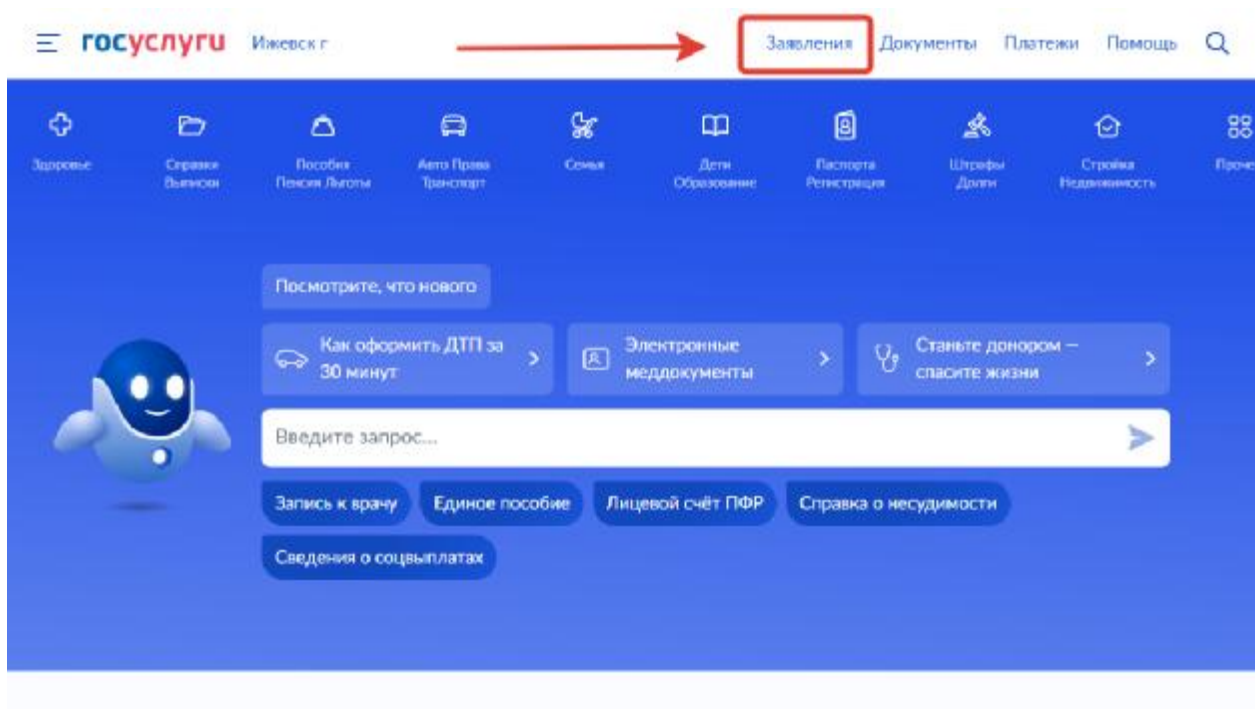 госуслуги Ижевск г Заявления Документы Платежи Помощь
Здоровье Справки Пособия Авто Права Семья Дети Паспорта Штрафы Стройка Проче
Выписки Пенсия Льготы Транспорт Образование Регистрация Долги Недвижимость
Посмотрите, что нового
Как оформить ДТП за
30 минут
Электронные
меддокументы
Станьте донором —
спасите жизни
Введите запрос...
Запись к врачу Единое пособие Лицевой счёт ПФР Справка о несудимости
Сведения о соцвыплатах